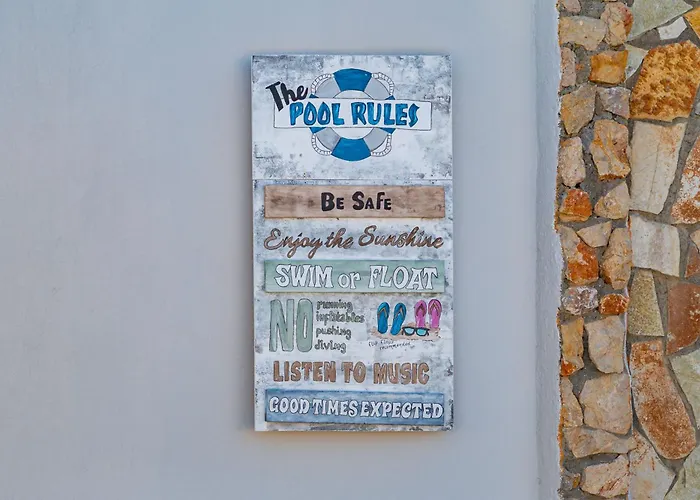 The
POOL RULES
BE SAFE
Enjoy the Sunshine
SWIM or FLOAT
NO
running
inflatables
pushing
diving
LISTEN TO MUSIC
GOOD TIMES EXPECTED